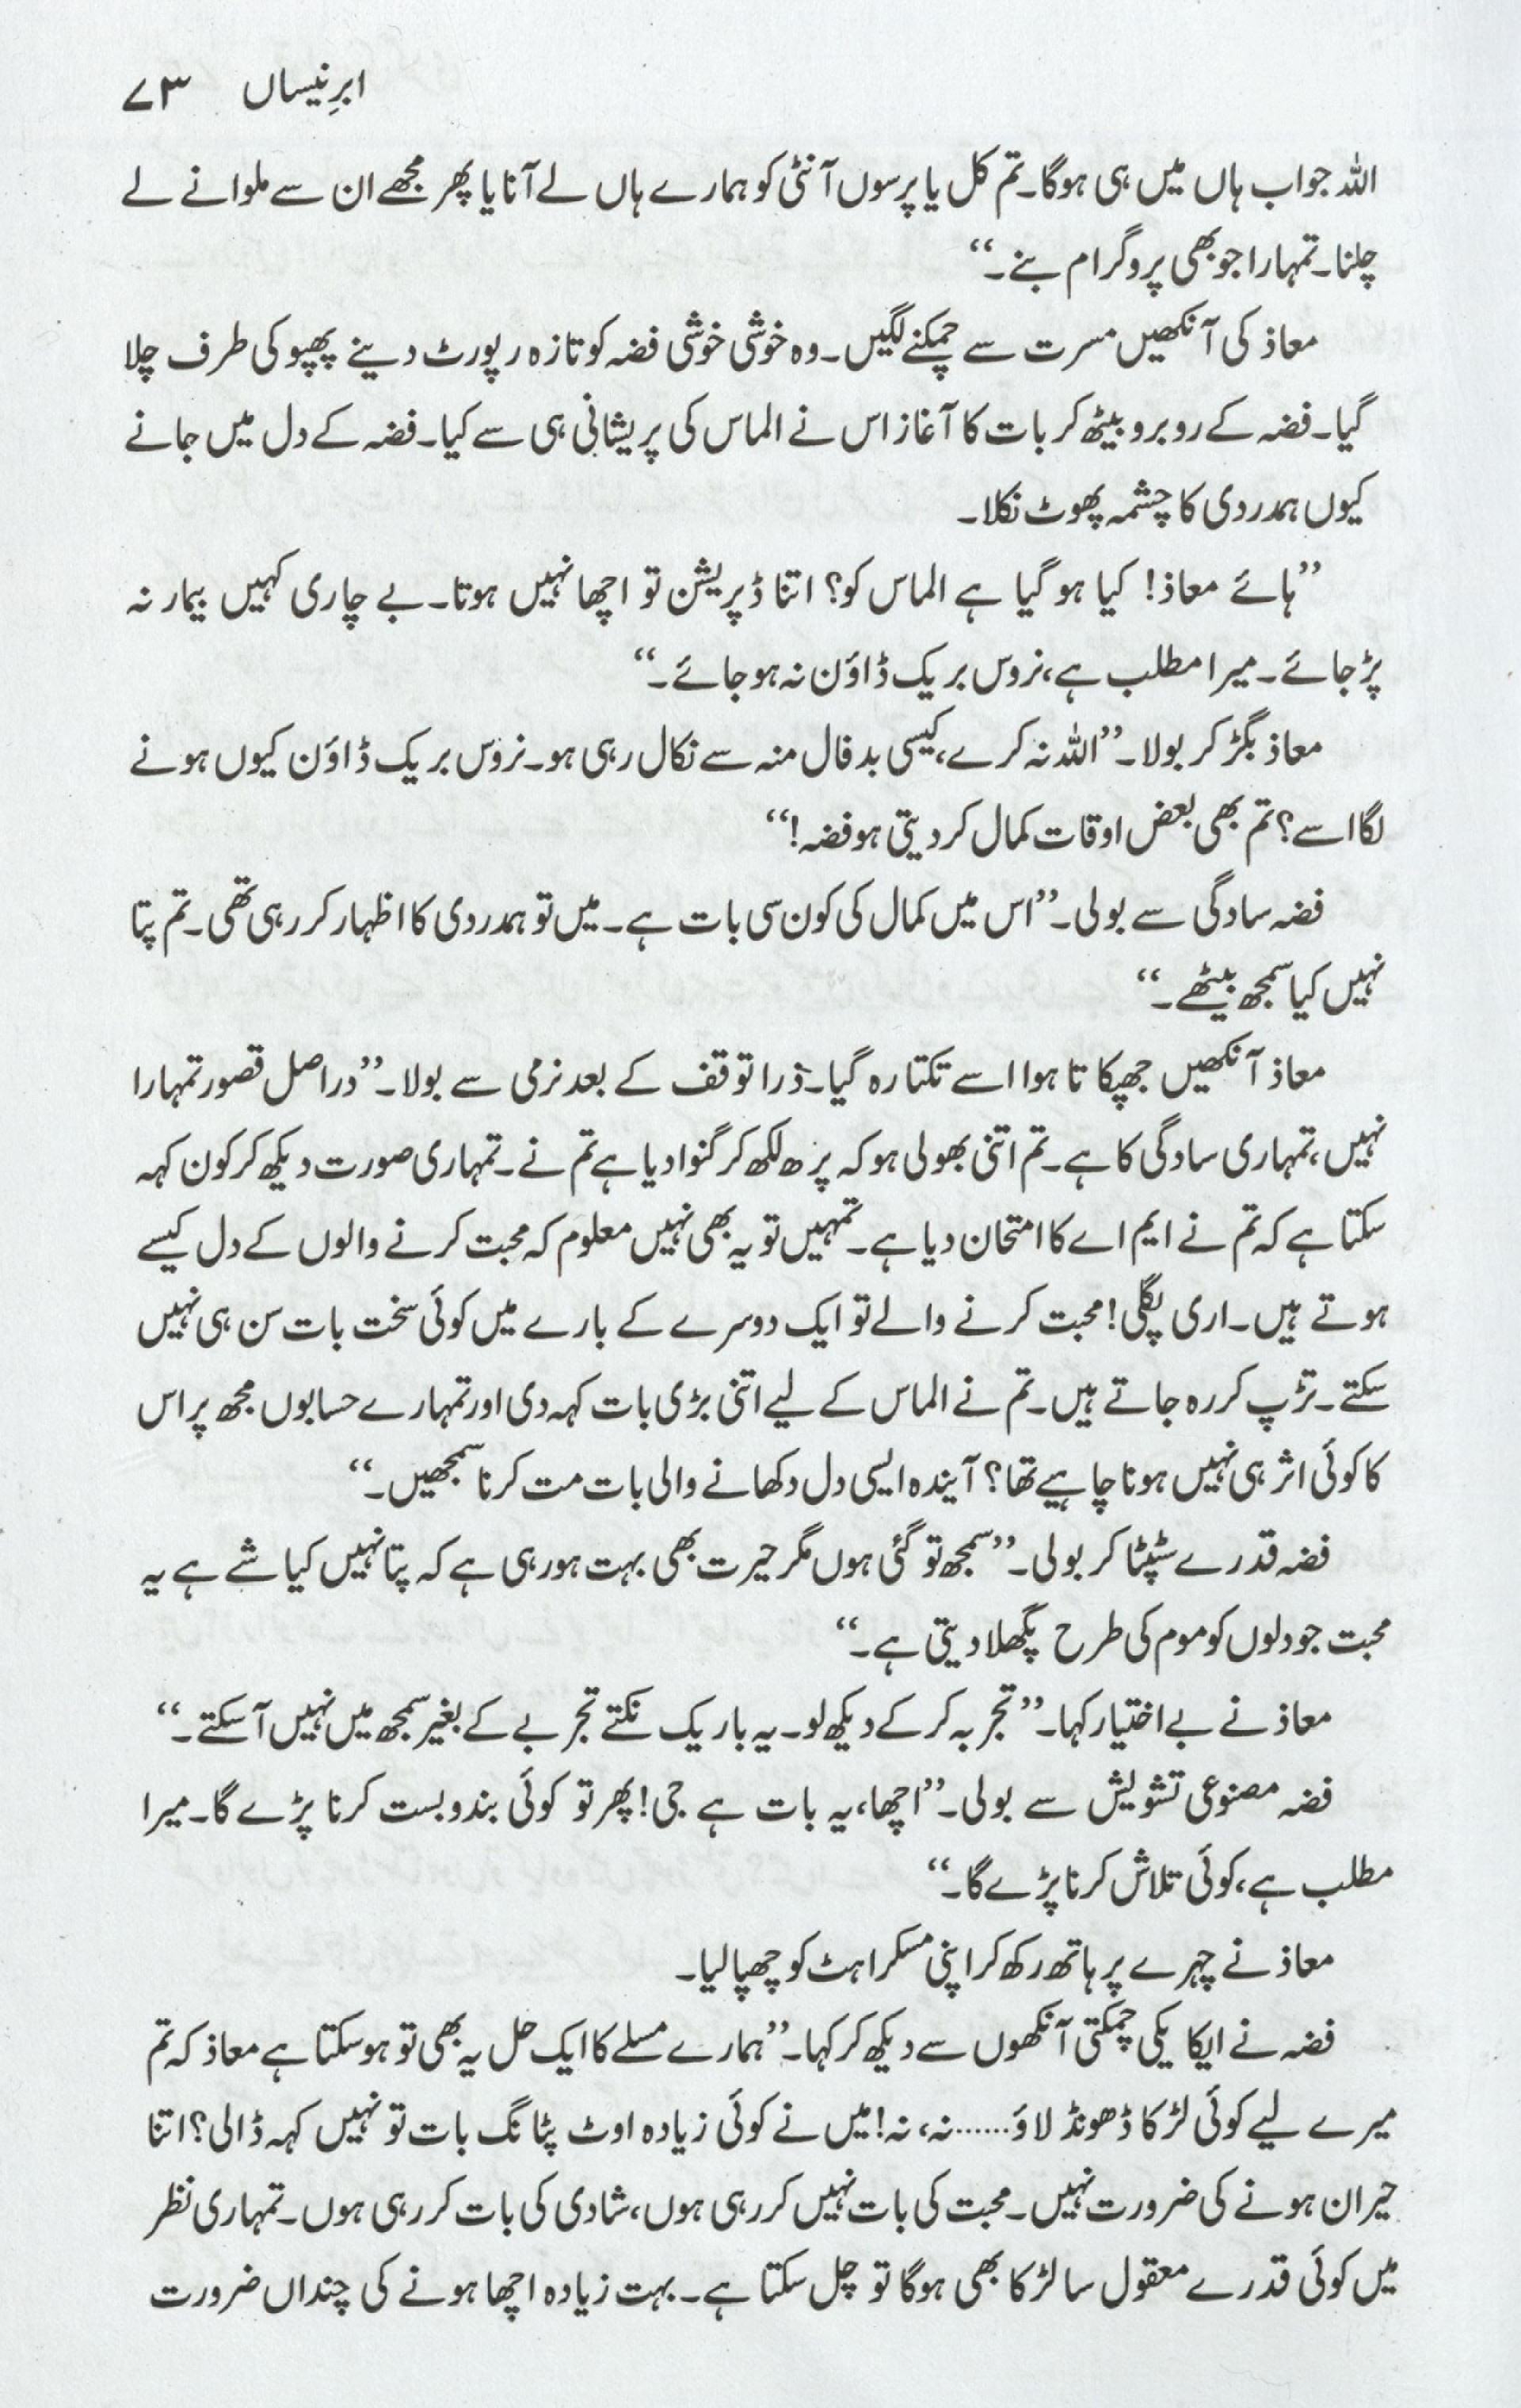 ابرِنیساں ۷۳
اللہ جواب ہاں میں ہی ہوگا۔ تم کل یا پرسوں آنٹی کو ہمارے ہاں لے آنا یا پھر مجھے ان سے ملوانے لے
چلنا۔ تمہارا جو بھی پروگرام بنے۔“
معاذ کی آنکھیں مسرت سے چمکنے لگیں۔ وہ خوشی خوشی فضہ کو تازہ رپورٹ دینے پھپو کی طرف چلا
گیا۔ فضہ کے روبرو بیٹھ کر بات کا آغاز اس نے الماس کی پریشانی ہی سے کیا۔ فضہ کے دل میں جانے
کیوں ہمدردی کا چشمہ پھوٹ نکلا۔
”ہائے معاذ! کیا ہو گیا ہے الماس کو؟ اتنا ڈپریشن تو اچھا نہیں ہوتا۔ بے چاری کہیں بیمار نہ
پڑ جائے۔ میرا مطلب ہے، نروس بریک ڈاؤن نہ ہو جائے۔“
معاذ بگڑ کر بولا۔ ”اللہ نہ کرے، کیسی بد فال منہ سے نکال رہی ہو۔ نروس بریک ڈاؤن کیوں ہونے
لگا اسے؟ تم بھی بعض اوقات کمال کر دیتی ہو فضہ!“
فضہ سادگی سے بولی۔ ”اس میں کمال کی کون سی بات ہے۔ میں تو ہمدردی کا اظہار کر رہی تھی۔ تم پتا
نہیں کیا سمجھ بیٹھے۔“
معاذ آنکھیں جھپکاتا ہوا اسے تکتا رہ گیا۔ ذرا توقف کے بعد نرمی سے بولا۔ ”دراصل قصور تمہارا
نہیں، تمہاری سادگی کا ہے۔ تم اتنی بھولی ہو کہ پرھ لکھ کر گنوا دیا ہے تم نے۔ تمہاری صورت دیکھ کر کون کہہ
سکتا ہے کہ تم نے ایم اے کا امتحان دیا ہے۔ تمہیں تو یہ بھی نہیں معلوم کہ محبت کرنے والوں کے دل کیسے
ہوتے ہیں۔ اری پگلی! محبت کرنے والے تو ایک دوسرے کے بارے میں کوئی سخت بات سن ہی نہیں
سکتے۔ تڑپ کر رہ جاتے ہیں۔ تم نے الماس کے لیے اتنی بڑی بات کہہ دی اور تمہارے حسابوں مجھ پر اس
کا کوئی اثر ہی نہیں ہونا چاہیے تھا؟ آیندہ ایسی دل دکھانے والی بات مت کرنا سمجھیں۔“
فضہ قدرے سٹپٹا کر بولی۔ ”سمجھ تو گئی ہوں مگر حیرت بھی بہت ہو رہی ہے کہ پتا نہیں کیا شے ہے یہ
محبت جو دلوں کو موم کی طرح پگھلا دیتی ہے۔“
معاذ نے بے اختیار کہا۔ ”تجربہ کر کے دیکھ لو۔ یہ باریک نکتے تجربے کے بغیر سمجھ میں نہیں آ سکتے۔“
فضہ مصنوعی تشویش سے بولی۔ ”اچھا، یہ بات ہے جی! پھر تو کوئی بندوبست کرنا پڑے گا۔ میرا
مطلب ہے، کوئی تلاش کرنا پڑے گا۔“
معاذ نے چہرے پر ہاتھ رکھ کر اپنی مسکراہٹ کو چھپا لیا۔
فضہ نے ایکا یکی چمکتی آنکھوں سے دیکھ کر کہا۔ ”ہمارے مسلے کا ایک حل یہ بھی تو ہو سکتا ہے معاذ کہ تم
میرے لیے کوئی لڑکا ڈھونڈ لاؤ......نہ، نہ! میں نے کوئی زیادہ اوٹ پٹانگ بات تو نہیں کہہ ڈالی؟ اتنا
حیران ہونے کی ضرورت نہیں۔ محبت کی بات نہیں کر رہی ہوں، شادی کی بات کر رہی ہوں۔ تمہاری نظر
میں کوئی قدرے معقول سا لڑکا بھی ہوگا تو چل سکتا ہے۔ بہت زیادہ اچھا ہونے کی چنداں ضرورت